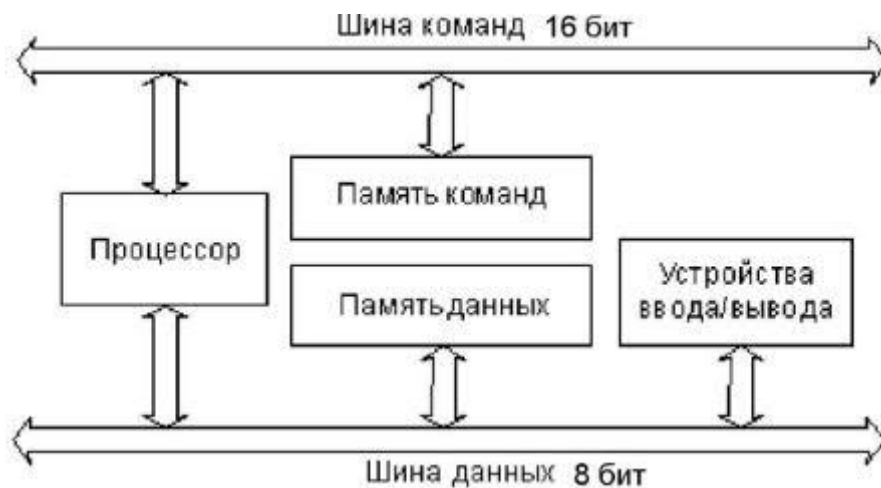 Шина команд 16 бит
Память команд
Процессор
Память данных
Устройства
ввода/вывода
Шина данных 8 бит